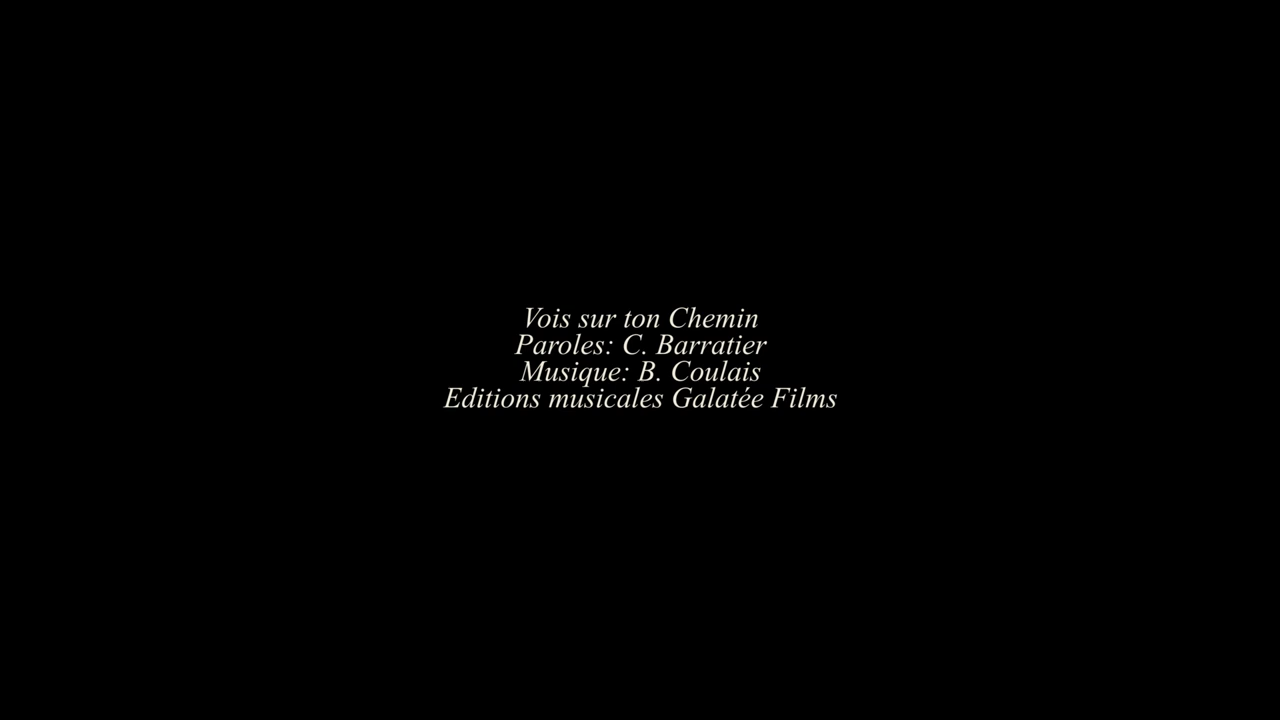 Vois sur ton Chemin
Paroles: C. Barratier
Musique: B. Coulais
Editions musicales Galatée Films